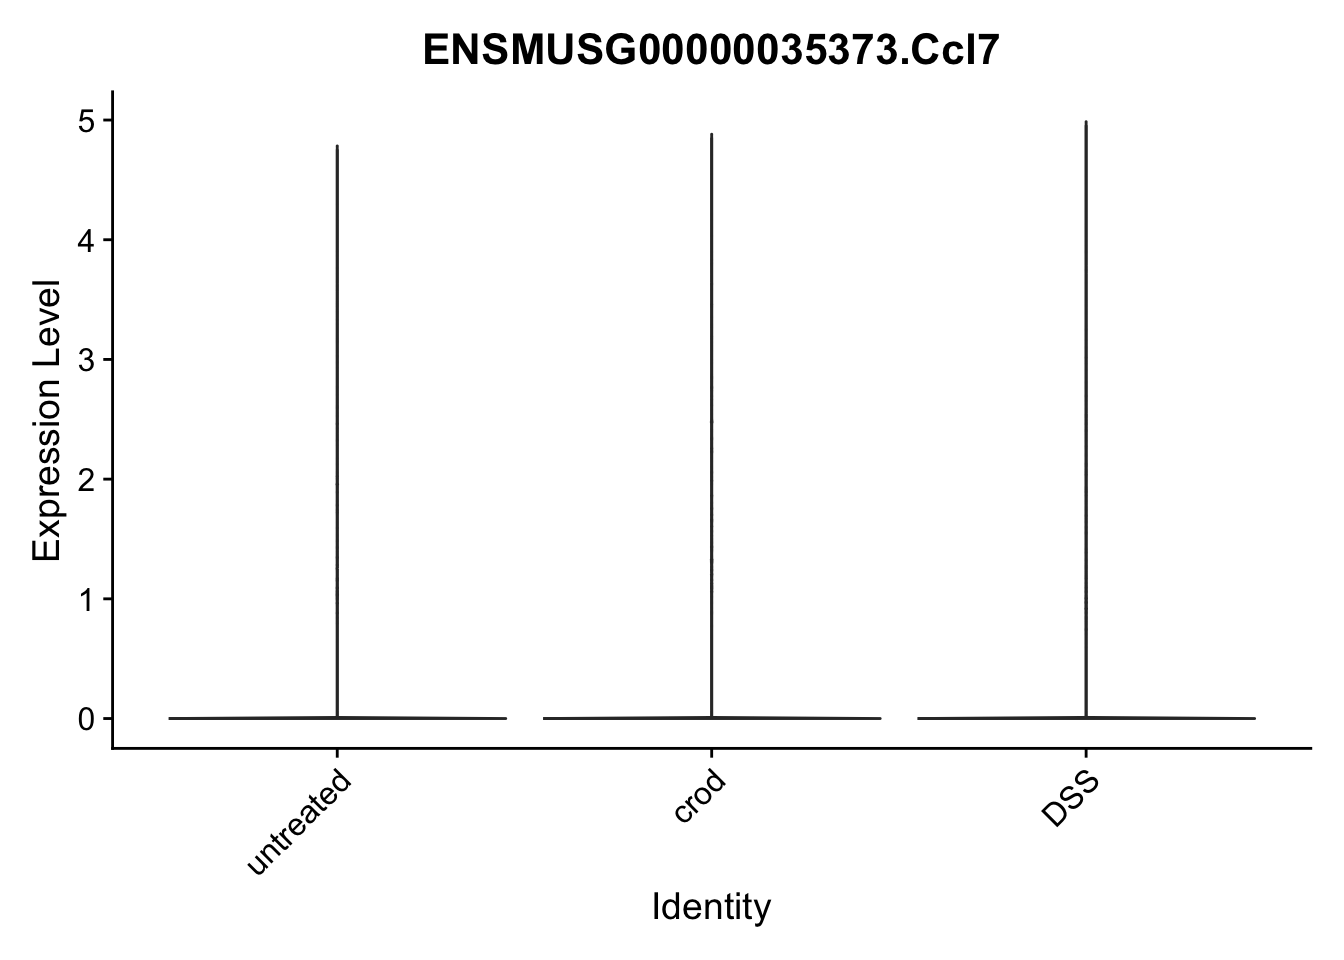 ENSMUSG00000035373.Ccl7
Expression Level
5
4
3
2
1
0
untreated
crod
DSS
Identity